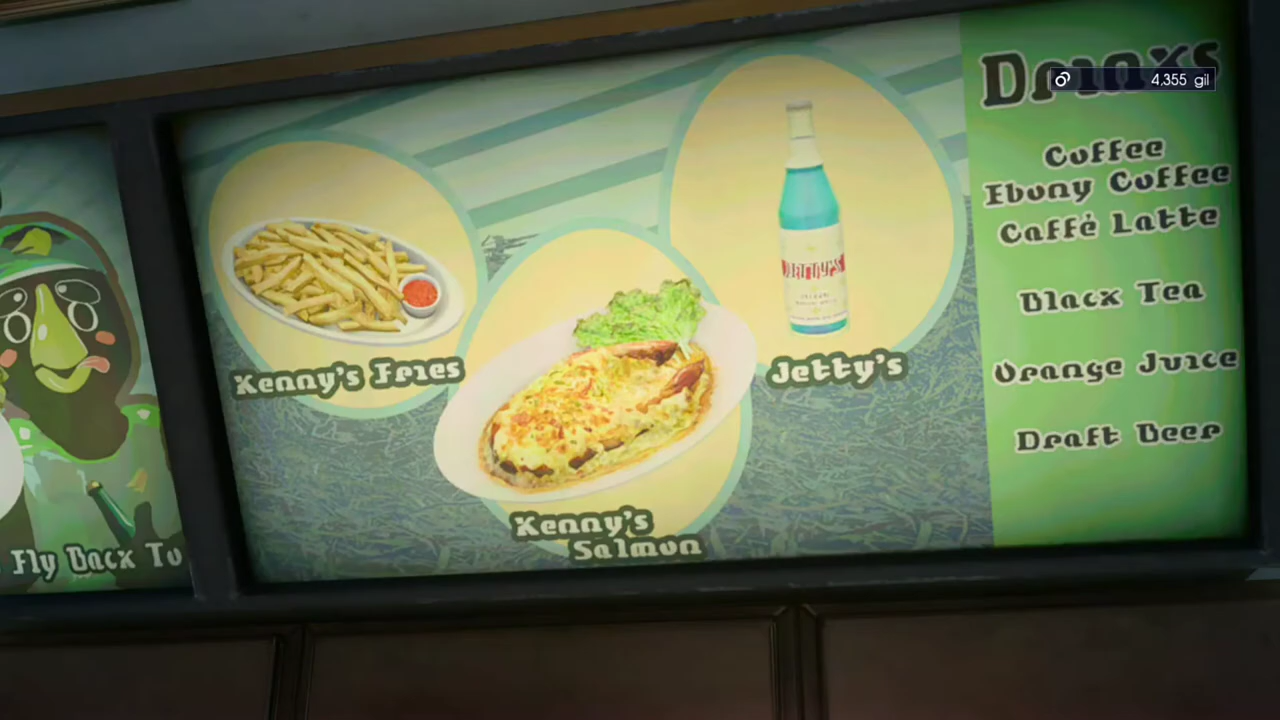 Drinks
4,355 gil
Coffee
Ebony Coffee
Caffè Latte
Black Tea
Orange Juice
Draft Beer
Kenny's Fries
Jetty's
JETTY'S
Kenny's
Salmon
Fly Back To